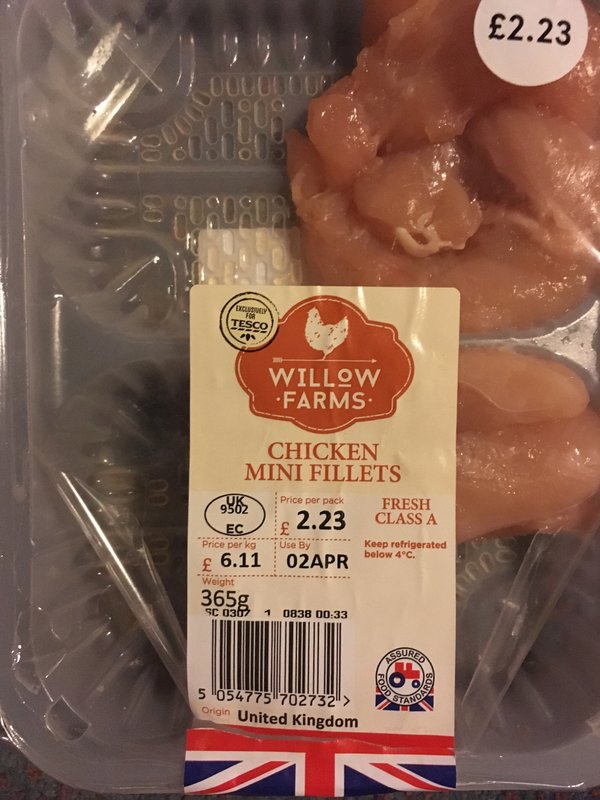 £2.23
EXCLUSIVELY
FOR
TESCO
WILLOW
·FARMS·
CHICKEN
MINI FILLETS
UK
9502
EC
Price per pack
£ 2.23
FRESH
CLASS A
Price per kg
£ 6.11
Use By
02APR
Keep refrigerated
below 4°C.
Weight
365g
SC 0307 1 0838 00:33
5 054775 702732 >
ASSURED
FOOD STANDARDS
Origin United Kingdom